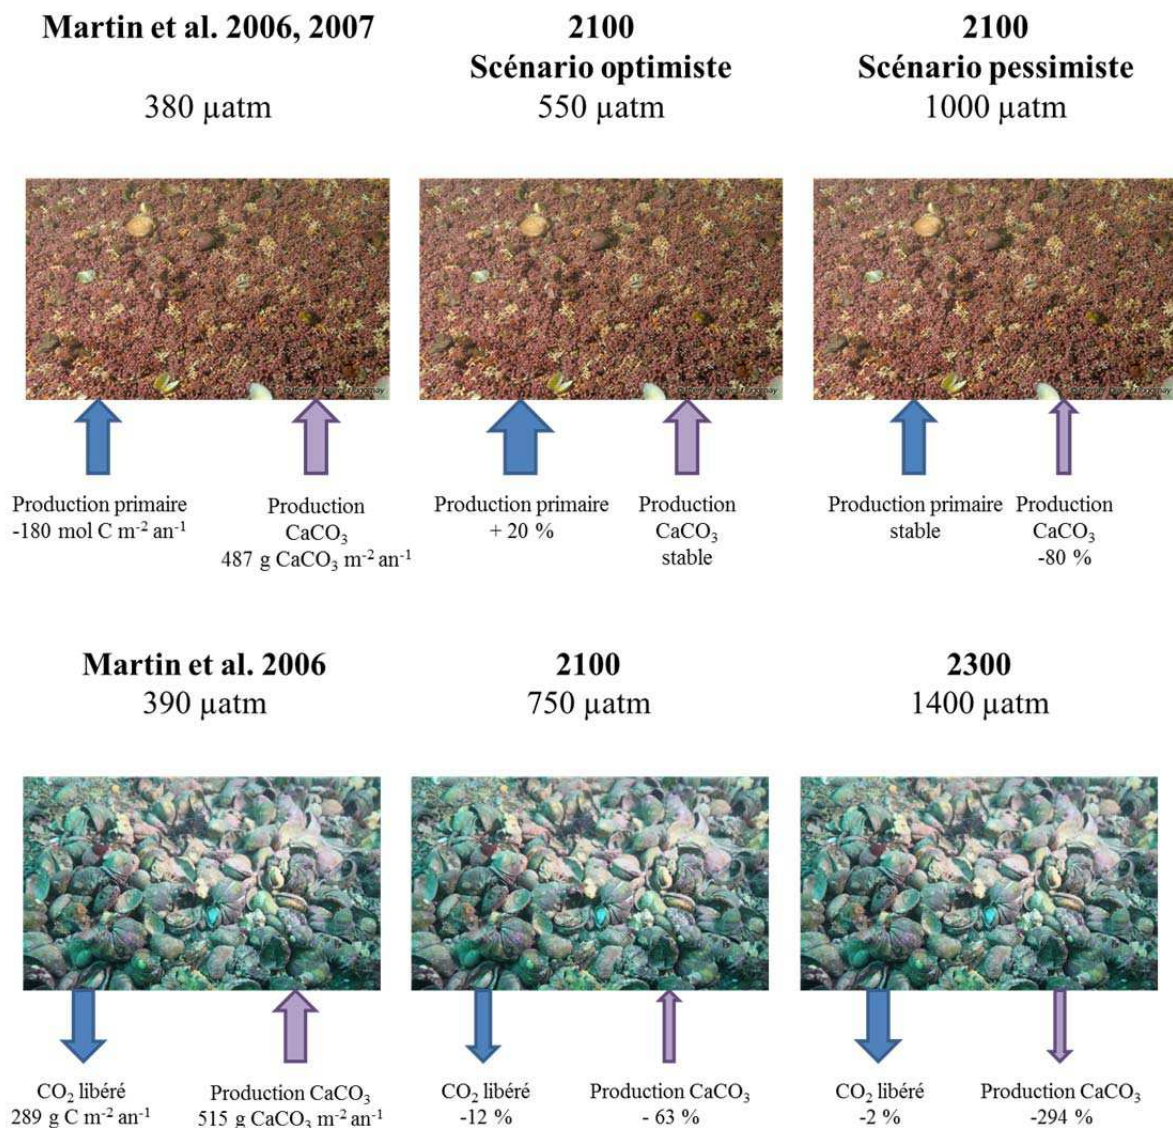 Martin et al. 2006, 2007
380 µatm
2100
Scénario optimiste
550 µatm
2100
Scénario pessimiste
1000 µatm
Production primaire
-180 mol C m⁻² an⁻¹
Production
CaCO₃
487 g CaCO₃ m⁻² an⁻¹
Production primaire
+ 20 %
Production
CaCO₃
stable
Production primaire
stable
Production
CaCO₃
-80 %
Martin et al. 2006
390 µatm
2100
750 µatm
2300
1400 µatm
CO₂ libéré
289 g C m⁻² an⁻¹
Production CaCO₃
515 g CaCO₃ m⁻² an⁻¹
CO₂ libéré
-12 %
Production CaCO₃
- 63 %
CO₂ libéré
-2 %
Production CaCO₃
-294 %